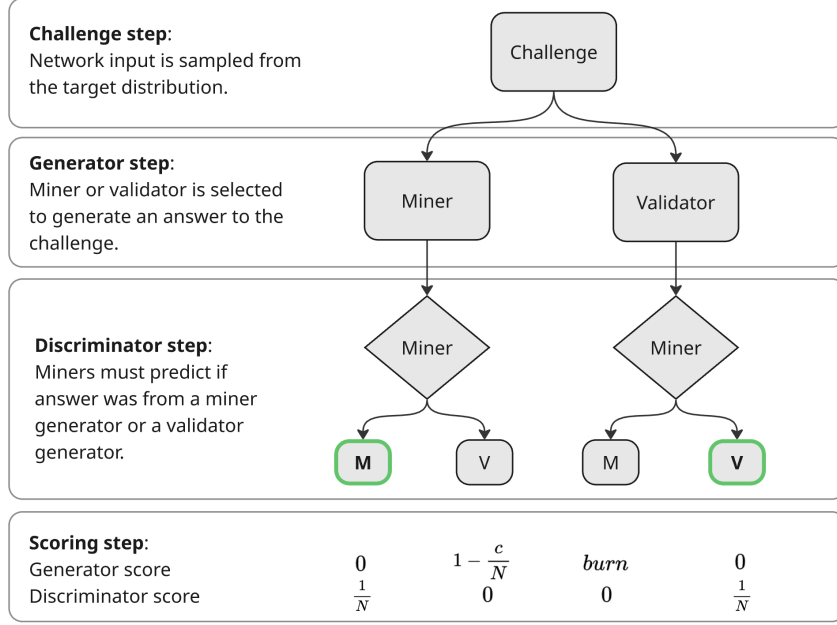 Challenge step:
Network input is sampled from
the target distribution.
Challenge
Generator step:
Miner or validator is selected
to generate an answer to the
challenge.
Miner
Validator
Discriminator step:
Miners must predict if
answer was from a miner
generator or a validator
generator.
Miner
Miner
M
V
M
V
Scoring step:
Generator score
0
1 - c/N
burn
0
Discriminator score
1/N
0
0
1/N